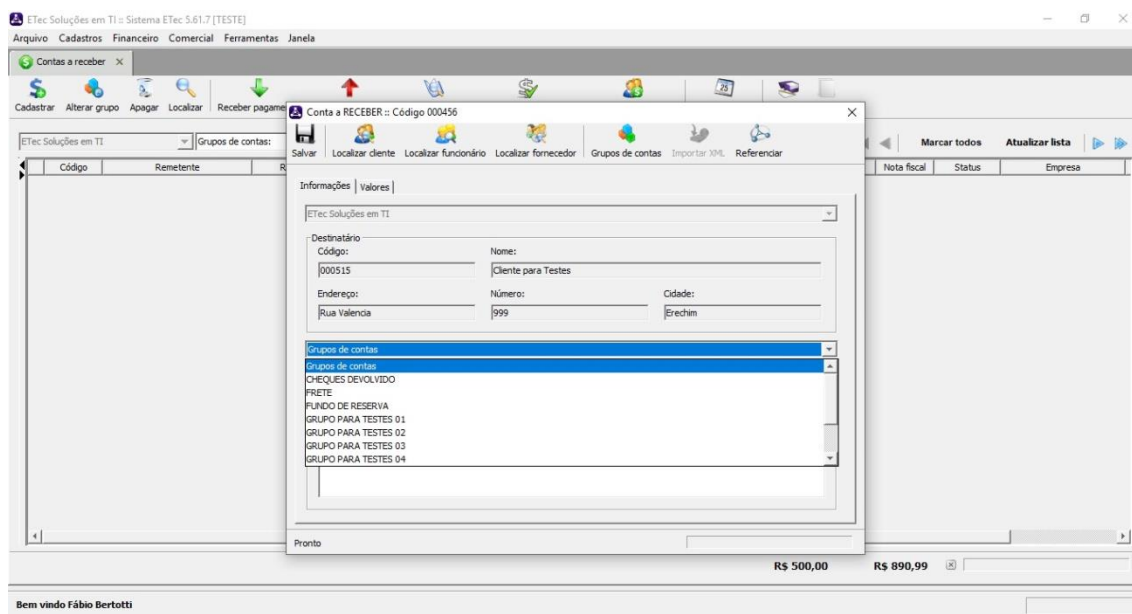 ETec Soluções em TI :: Sistema ETec 5.61.7 [TESTE]
Arquivo Cadastros Financeiro Comercial Ferramentas Janela
Contas a receber
Cadastrar Alterar grupo Apagar Localizar Receber pagame
ETec Soluções em TI Grupos de contas:
Marcar todos Atualizar lista
Código Remetente R
Nota fiscal Status Empresa
Conta a RECEBER :: Código 000456
Salvar Localizar cliente Localizar funcionário Localizar fornecedor Grupos de contas Importar XML Referenciar
Informações Valores
ETec Soluções em TI
Destinatário
Código: Nome:
000515 Cliente para Testes
Endereço: Número: Cidade:
Rua Valencia 999 Erechim
Grupos de contas
Grupos de contas
CHEQUES DEVOLVIDO
FRETE
FUNDO DE RESERVA
GRUPO PARA TESTES 01
GRUPO PARA TESTES 02
GRUPO PARA TESTES 03
GRUPO PARA TESTES 04
Pronto
R$ 500,00 R$ 890,99
Bem vindo Fábio Bertotti